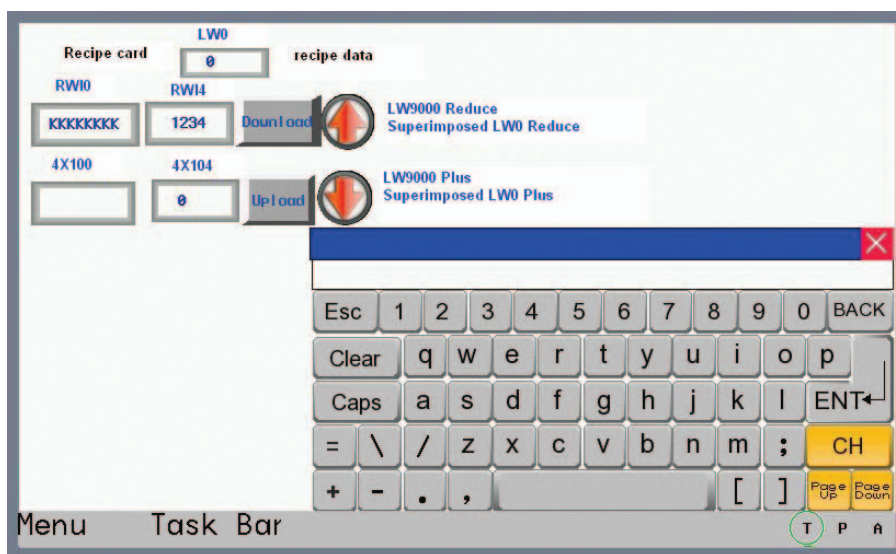 LW0
Recipe card 0 recipe data
RWI0 RWI4
KKKKKKKK 1234 Download LW9000 Reduce
Superimposed LW0 Reduce
4X100 4X104
0 Upload LW9000 Plus
Superimposed LW0 Plus
Esc 1 2 3 4 5 6 7 8 9 0 BACK
Clear q w e r t y u i o p
Caps a s d f g h j k l ENT
= \ / z x c v b n m ; CH
+ - . , [ ] Page Up Page Down
Menu Task Bar T P A